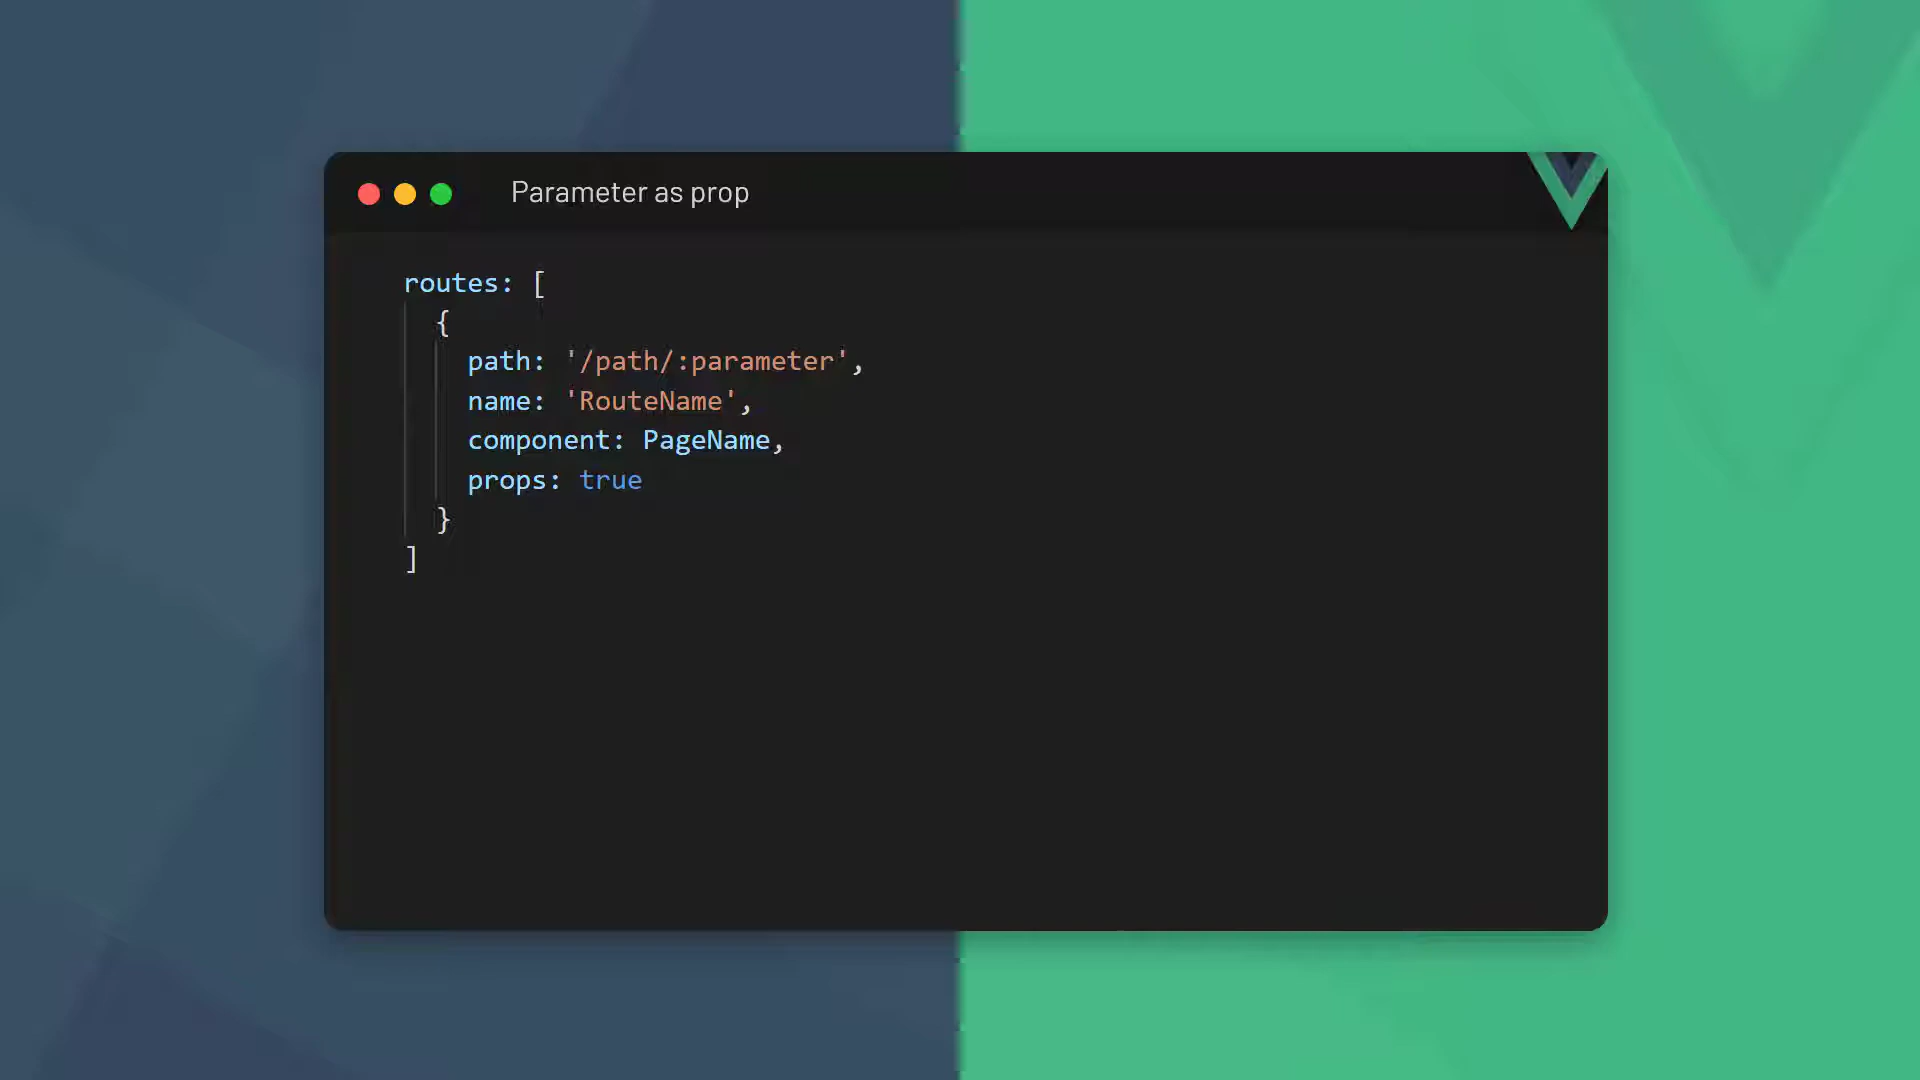 Parameter as prop
routes: [
  {
    path: '/path/:parameter',
    name: 'RouteName',
    component: PageName,
    props: true
  }
]